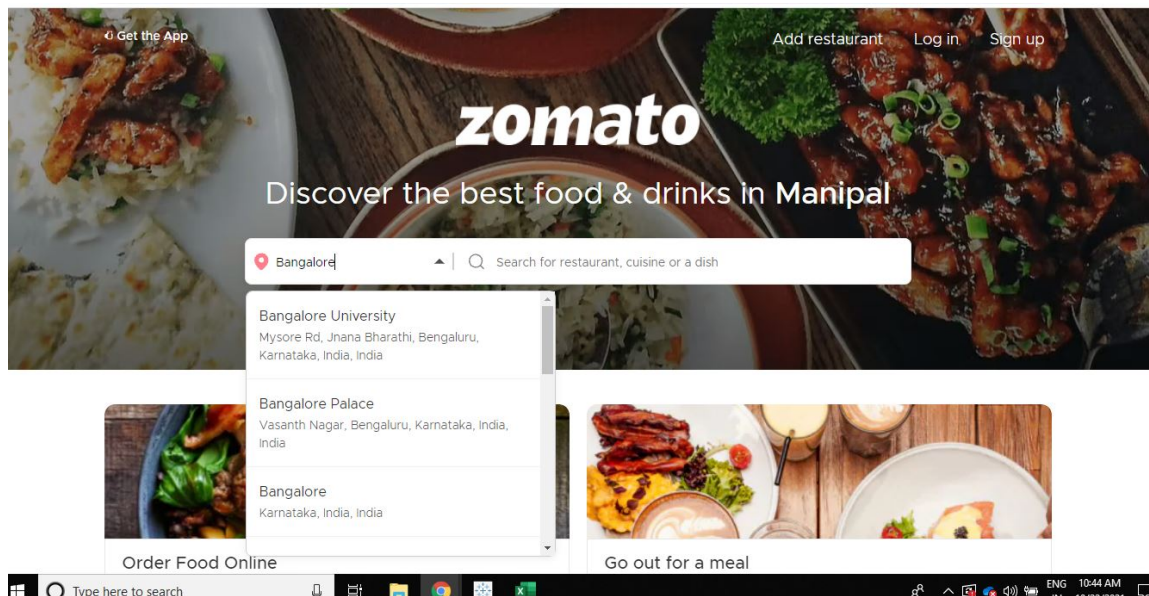 Get the App
Add restaurant Log in Sign up
zomato
Discover the best food & drinks in Manipal
Bangalore
Search for restaurant, cuisine or a dish
Bangalore University
Mysore Rd, Jnana Bharathi, Bengaluru,
Karnataka, India, India
Bangalore Palace
Vasanth Nagar, Bengaluru, Karnataka, India,
India
Bangalore
Karnataka, India, India
Order Food Online
Go out for a meal
Type here to search
ENG 10:44 AM